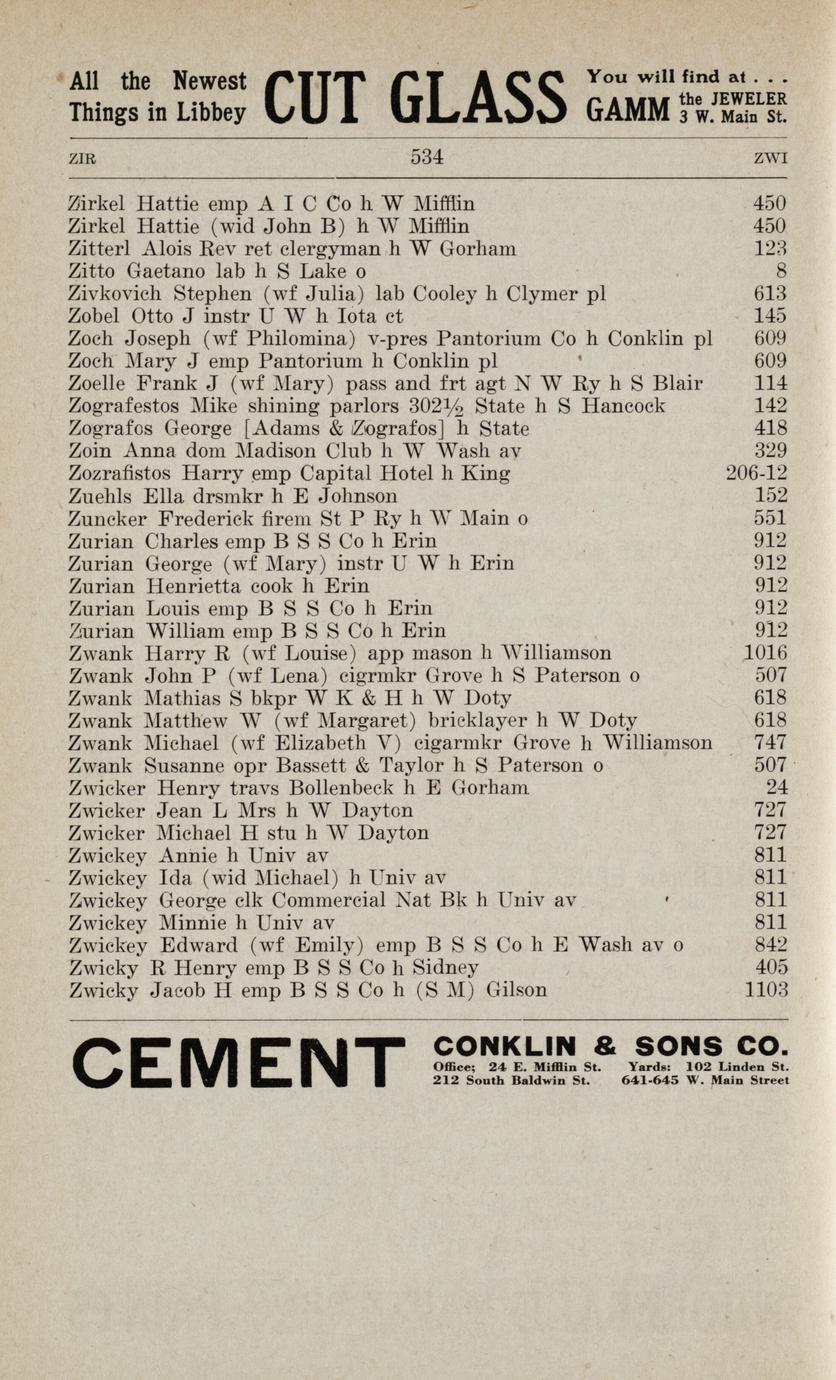 All the Newest
Things in Libbey
CUT GLASS
You will find at . . .
GAMM the JEWELER
3 W. Main St.
ZIR 534 ZWI
Zirkel Hattie emp A I C Co h W Mifflin 450
Zirkel Hattie (wid John B) h W Mifflin 450
Zitterl Alois Rev ret clergyman h W Gorham 123
Zitto Gaetano lab h S Lake o 8
Zivkovich Stephen (wf Julia) lab Cooley h Clymer pl 613
Zobel Otto J instr U W h Iota ct 145
Zoch Joseph (wf Philomina) v-pres Pantorium Co h Conklin pl 609
Zoch Mary J emp Pantorium h Conklin pl 609
Zoelle Frank J (wf Mary) pass and frt agt N W Ry h S Blair 114
Zografestos Mike shining parlors 302½ State h S Hancock 142
Zografos George [Adams & Zografos] h State 418
Zoin Anna dom Madison Club h W Wash av 329
Zozrafistos Harry emp Capital Hotel h King 206-12
Zuehls Ella drsmkr h E Johnson 152
Zuncker Frederick firem St P Ry h W Main o 551
Zurian Charles emp B S S Co h Erin 912
Zurian George (wf Mary) instr U W h Erin 912
Zurian Henrietta cook h Erin 912
Zurian Louis emp B S S Co h Erin 912
Zurian William emp B S S Co h Erin 912
Zwank Harry R (wf Louise) app mason h Williamson 1016
Zwank John P (wf Lena) cigrmkr Grove h S Paterson o 507
Zwank Mathias S bkpr W K & H h W Doty 618
Zwank Matthew W (wf Margaret) bricklayer h W Doty 618
Zwank Michael (wf Elizabeth V) cigarmkr Grove h Williamson 747
Zwank Susanne opr Bassett & Taylor h S Paterson o 507
Zwicker Henry travs Bollenbeck h E Gorham 24
Zwicker Jean L Mrs h W Dayton 727
Zwicker Michael H stu h W Dayton 727
Zwickey Annie h Univ av 811
Zwickey Ida (wid Michael) h Univ av 811
Zwickey George clk Commercial Nat Bk h Univ av 811
Zwickey Minnie h Univ av 811
Zwickey Edward (wf Emily) emp B S S Co h E Wash av o 842
Zwicky R Henry emp B S S Co h Sidney 405
Zwicky Jacob H emp B S S Co h (S M) Gilson 1103
CEMENT
CONKLIN & SONS CO.
Office; 24 E. Mifflin St. Yards: 102 Linden St.
212 South Baldwin St. 641-645 W. Main Street